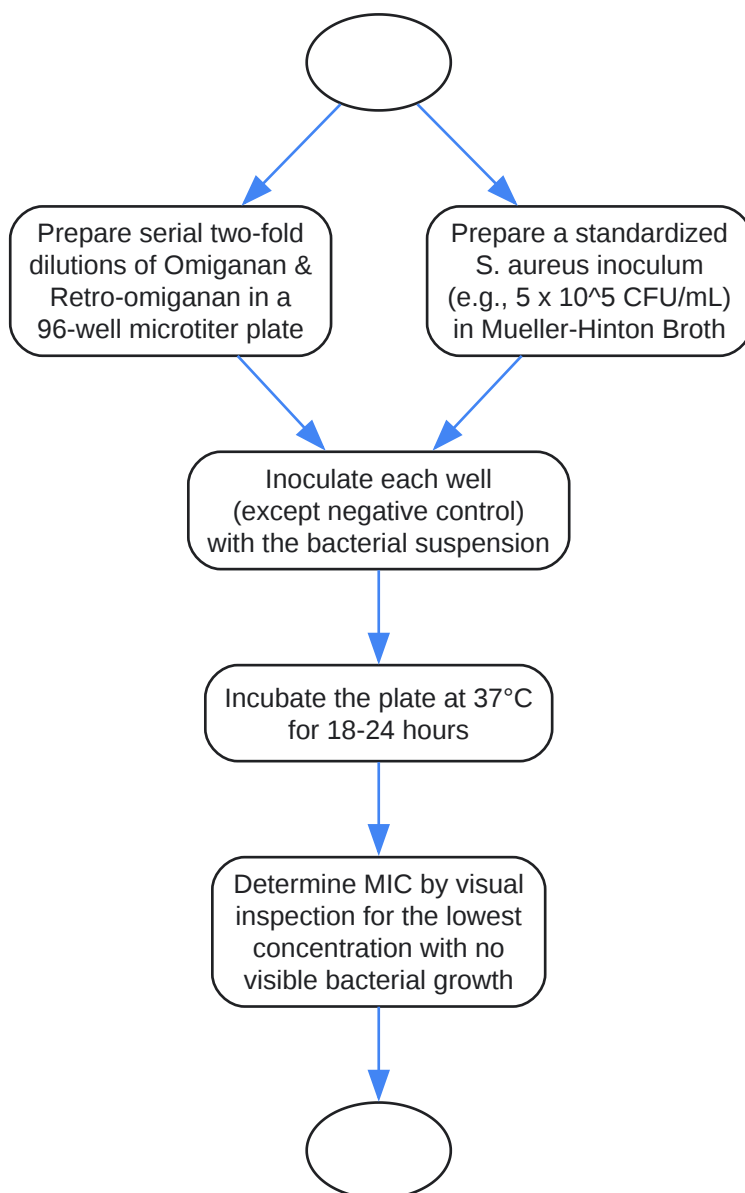 Prepare serial two-fold
dilutions of Omiganan &
Retro-omiganan in a
96-well microtiter plate
Prepare a standardized
S. aureus inoculum
(e.g., 5 x 10^5 CFU/mL)
in Mueller-Hinton Broth
Inoculate each well
(except negative control)
with the bacterial suspension
Incubate the plate at 37°C
for 18-24 hours
Determine MIC by visual
inspection for the lowest
concentration with no
visible bacterial growth